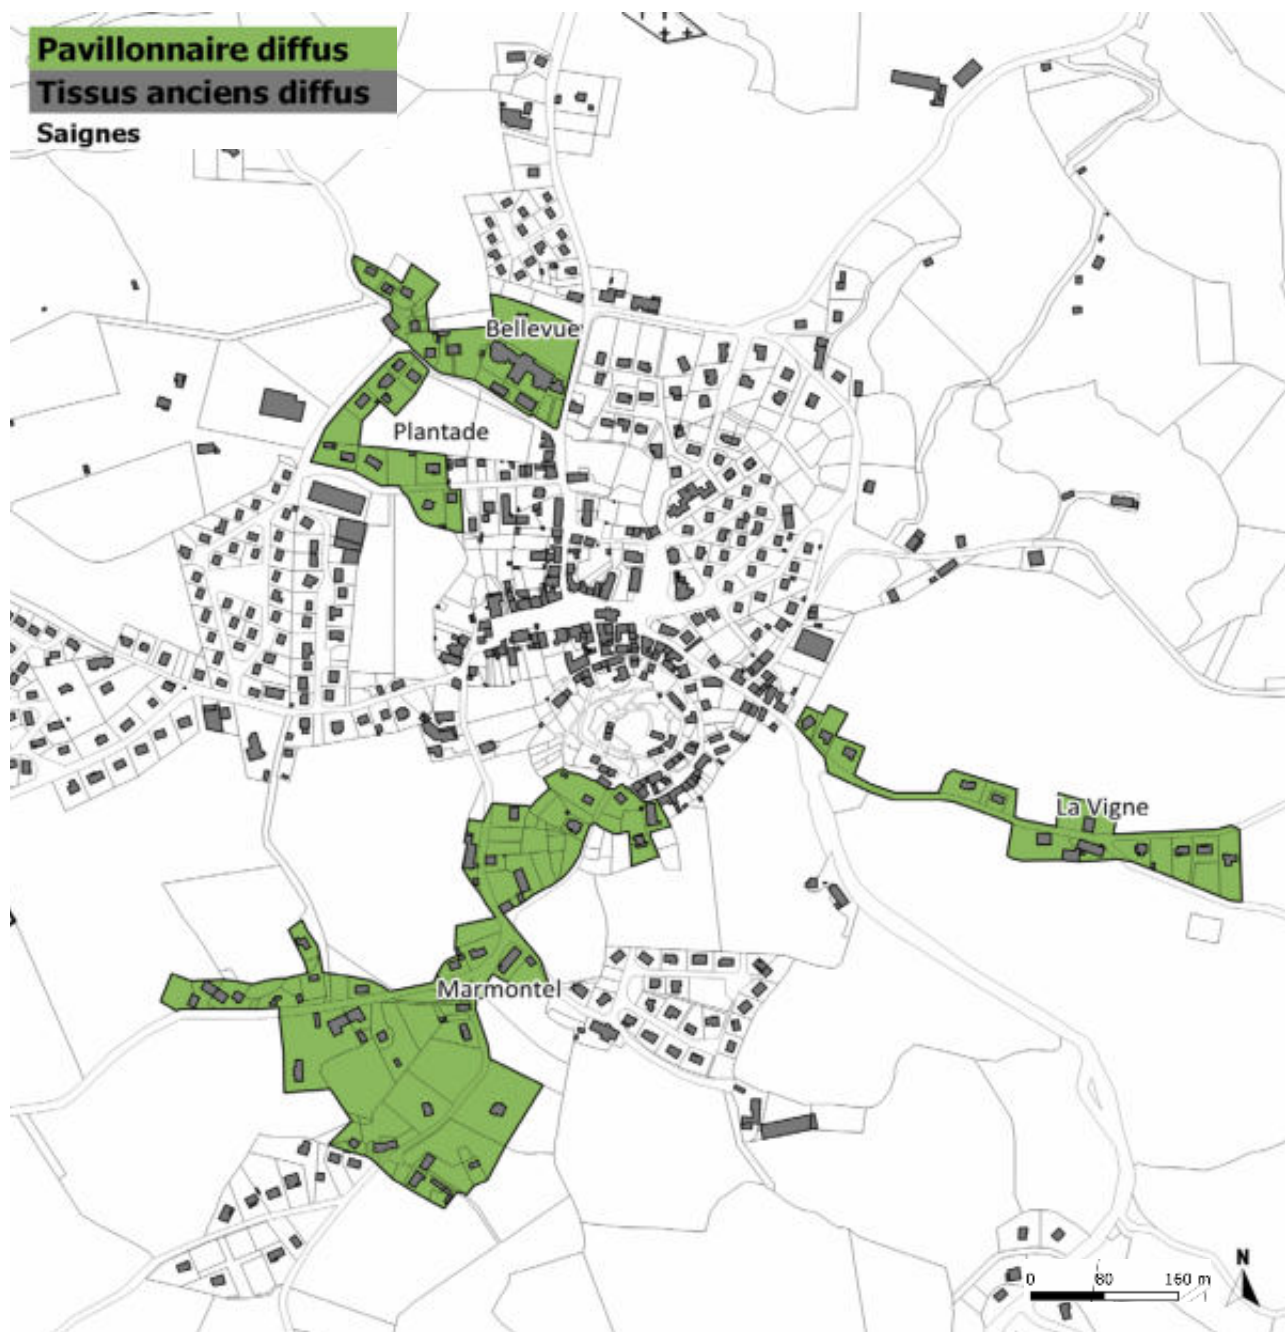 Pavillonnaire diffus
Tissus anciens diffus
Saignes
Bellevue
Plantade
La Vigne
Marmontel
N
0 80 160 m